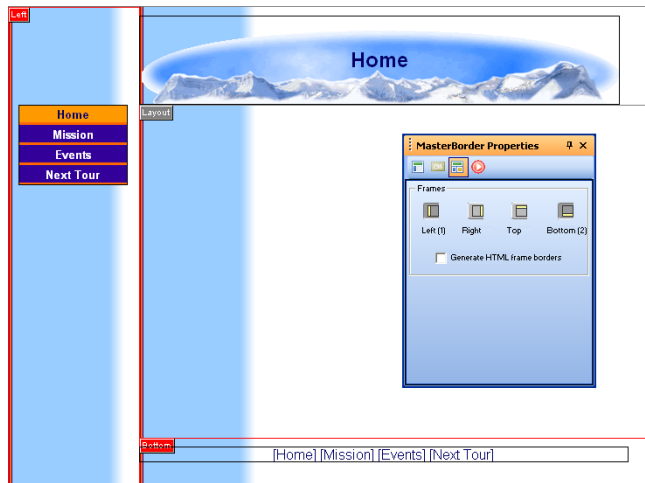 Left
Home
Home
Mission
Events
Next Tour
Layout
MasterBorder Properties
Frames
Left (1) Right Top Bottom (2)
Generate HTML frame borders
Bottom
[Home] [Mission] [Events] [Next Tour]